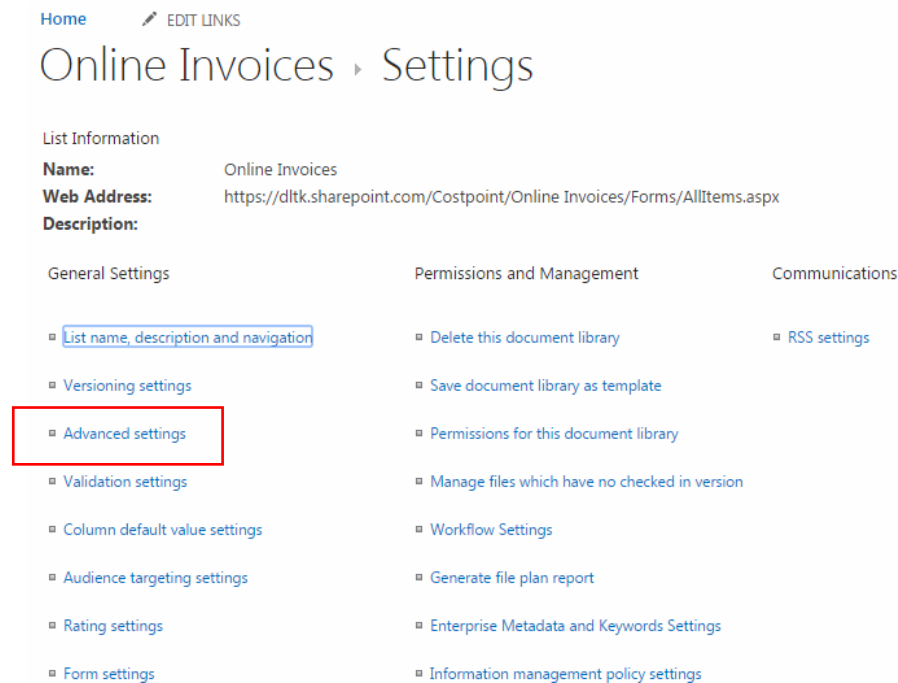 Home EDIT LINKS
Online Invoices Settings
List Information
Name: Online Invoices
Web Address: https://dltk.sharepoint.com/Costpoint/Online Invoices/Forms/AllItems.aspx
Description:
General Settings Permissions and Management Communications
List name, description and navigation Delete this document library RSS settings
Versioning settings Save document library as template
Advanced settings Permissions for this document library
Validation settings Manage files which have no checked in version
Column default value settings Workflow Settings
Audience targeting settings Generate file plan report
Rating settings Enterprise Metadata and Keywords Settings
Form settings Information management policy settings